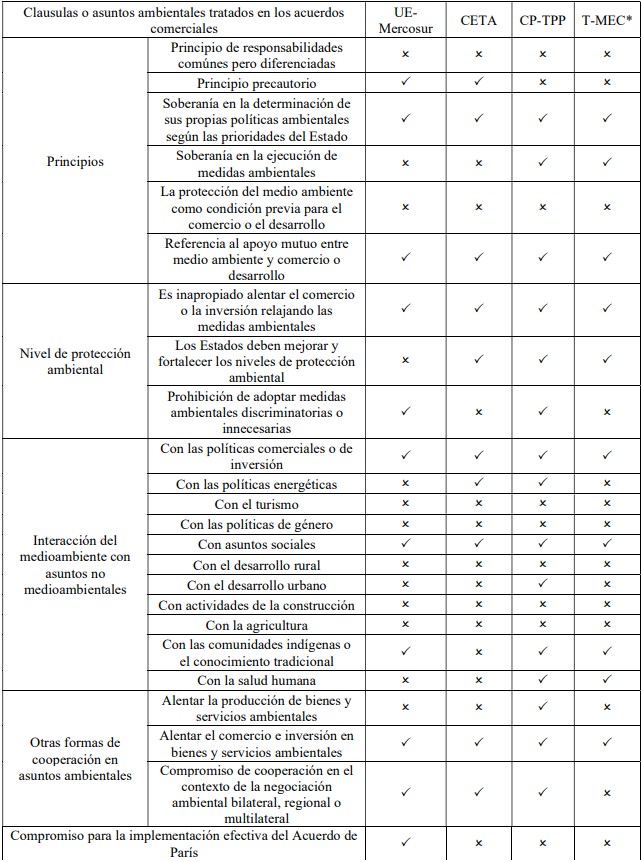 Clausulas o asuntos ambientales tratados en los acuerdos
comerciales
UE-
Mercosur
CETA
CP-TPP
T-MEC*
Principios
Principio de responsabilidades
comúnes pero diferenciadas
× × × ×
Principio precautorio
✓ ✓ × ×
Soberanía en la determinación de
sus propias políticas ambientales
según las prioridades del Estado
✓ ✓ ✓ ✓
Soberanía en la ejecución de
medidas ambientales
× × ✓ ✓
La protección del medio ambiente
como condición previa para el
comercio o el desarrollo
× × × ×
Referencia al apoyo mutuo entre
medio ambiente y comercio o
desarrollo
✓ ✓ ✓ ✓
Nivel de protección
ambiental
Es inapropiado alentar el comercio
o la inversión relajando las
medidas ambientales
✓ ✓ ✓ ✓
Los Estados deben mejorar y
fortalecer los niveles de protección
ambiental
× ✓ ✓ ✓
Prohibición de adoptar medidas
ambientales discriminatorias o
innecesarias
✓ × ✓ ×
Interacción del
medioambiente con
asuntos no
medioambientales
Con las políticas comerciales o de
inversión
✓ ✓ ✓ ✓
Con las políticas energéticas
× ✓ ✓ ×
Con el turismo
× × × ×
Con las políticas de género
× × × ×
Con asuntos sociales
✓ ✓ ✓ ✓
Con el desarrollo rural
× × × ×
Con el desarrollo urbano
× × ✓ ×
Con actividades de la construcción
× × × ×
Con la agricultura
× × × ×
Con las comunidades indígenas o
el conocimiento tradicional
✓ × ✓ ✓
Con la salud humana
× × ✓ ✓
Otras formas de
cooperación en
asuntos ambientales
Alentar la producción de bienes y
servicios ambientales
× × ✓ ×
Alentar el comercio e inversión en
bienes y servicios ambientales
✓ ✓ ✓ ✓
Compromiso de cooperación en el
contexto de la negociación
ambiental bilateral, regional o
multilateral
✓ ✓ ✓ ×
Compromiso para la implementación efectiva del Acuerdo de
París
✓ × × ×